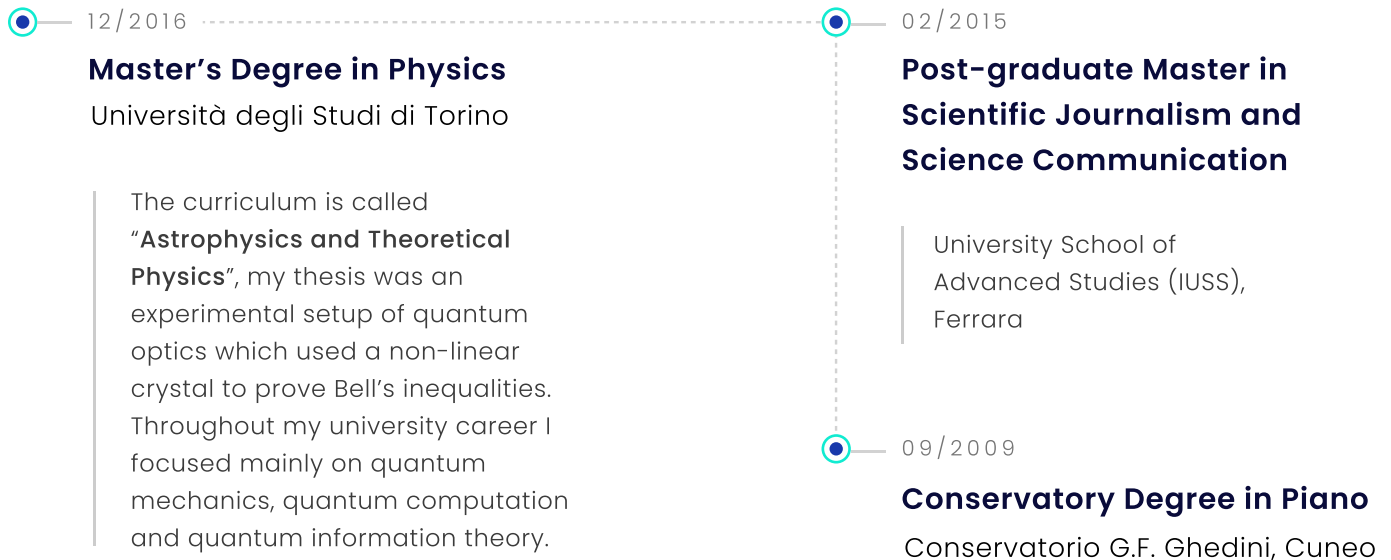 12/2016
Master’s Degree in Physics
Università degli Studi di Torino
The curriculum is called
“Astrophysics and Theoretical
Physics”, my thesis was an
experimental setup of quantum
optics which used a non-linear
crystal to prove Bell’s inequalities.
Throughout my university career I
focused mainly on quantum
mechanics, quantum computation
and quantum information theory.
02/2015
Post-graduate Master in
Scientific Journalism and
Science Communication
University School of
Advanced Studies (IUSS),
Ferrara
09/2009
Conservatory Degree in Piano
Conservatorio G.F. Ghedini, Cuneo